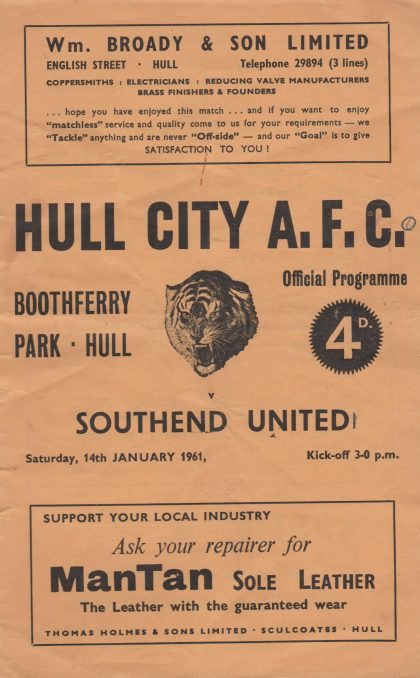 Wm. BROADY & SON LIMITED
ENGLISH STREET · HULL Telephone 29894 (3 lines)
COPPERSMITHS : ELECTRICIANS : REDUCING VALVE MANUFACTURERS
BRASS FINISHERS & FOUNDERS
. . . hope you have enjoyed this match . . . and if you want to enjoy
"matchless" service and quality come to us for your requirements — we
"Tackle" anything and are never "Off-side" — and our "Goal" is to give
SATISFACTION TO YOU !
HULL CITY A.F.C.
Official Programme
BOOTHFERRY
PARK · HULL
4D.
v
SOUTHEND UNITED
Saturday, 14th JANUARY 1961, Kick-off 3-0 p.m.
SUPPORT YOUR LOCAL INDUSTRY
Ask your repairer for
ManTan SOLE LEATHER
The Leather with the guaranteed wear
THOMAS HOLMES & SONS LIMITED · SCULCOATES · HULL